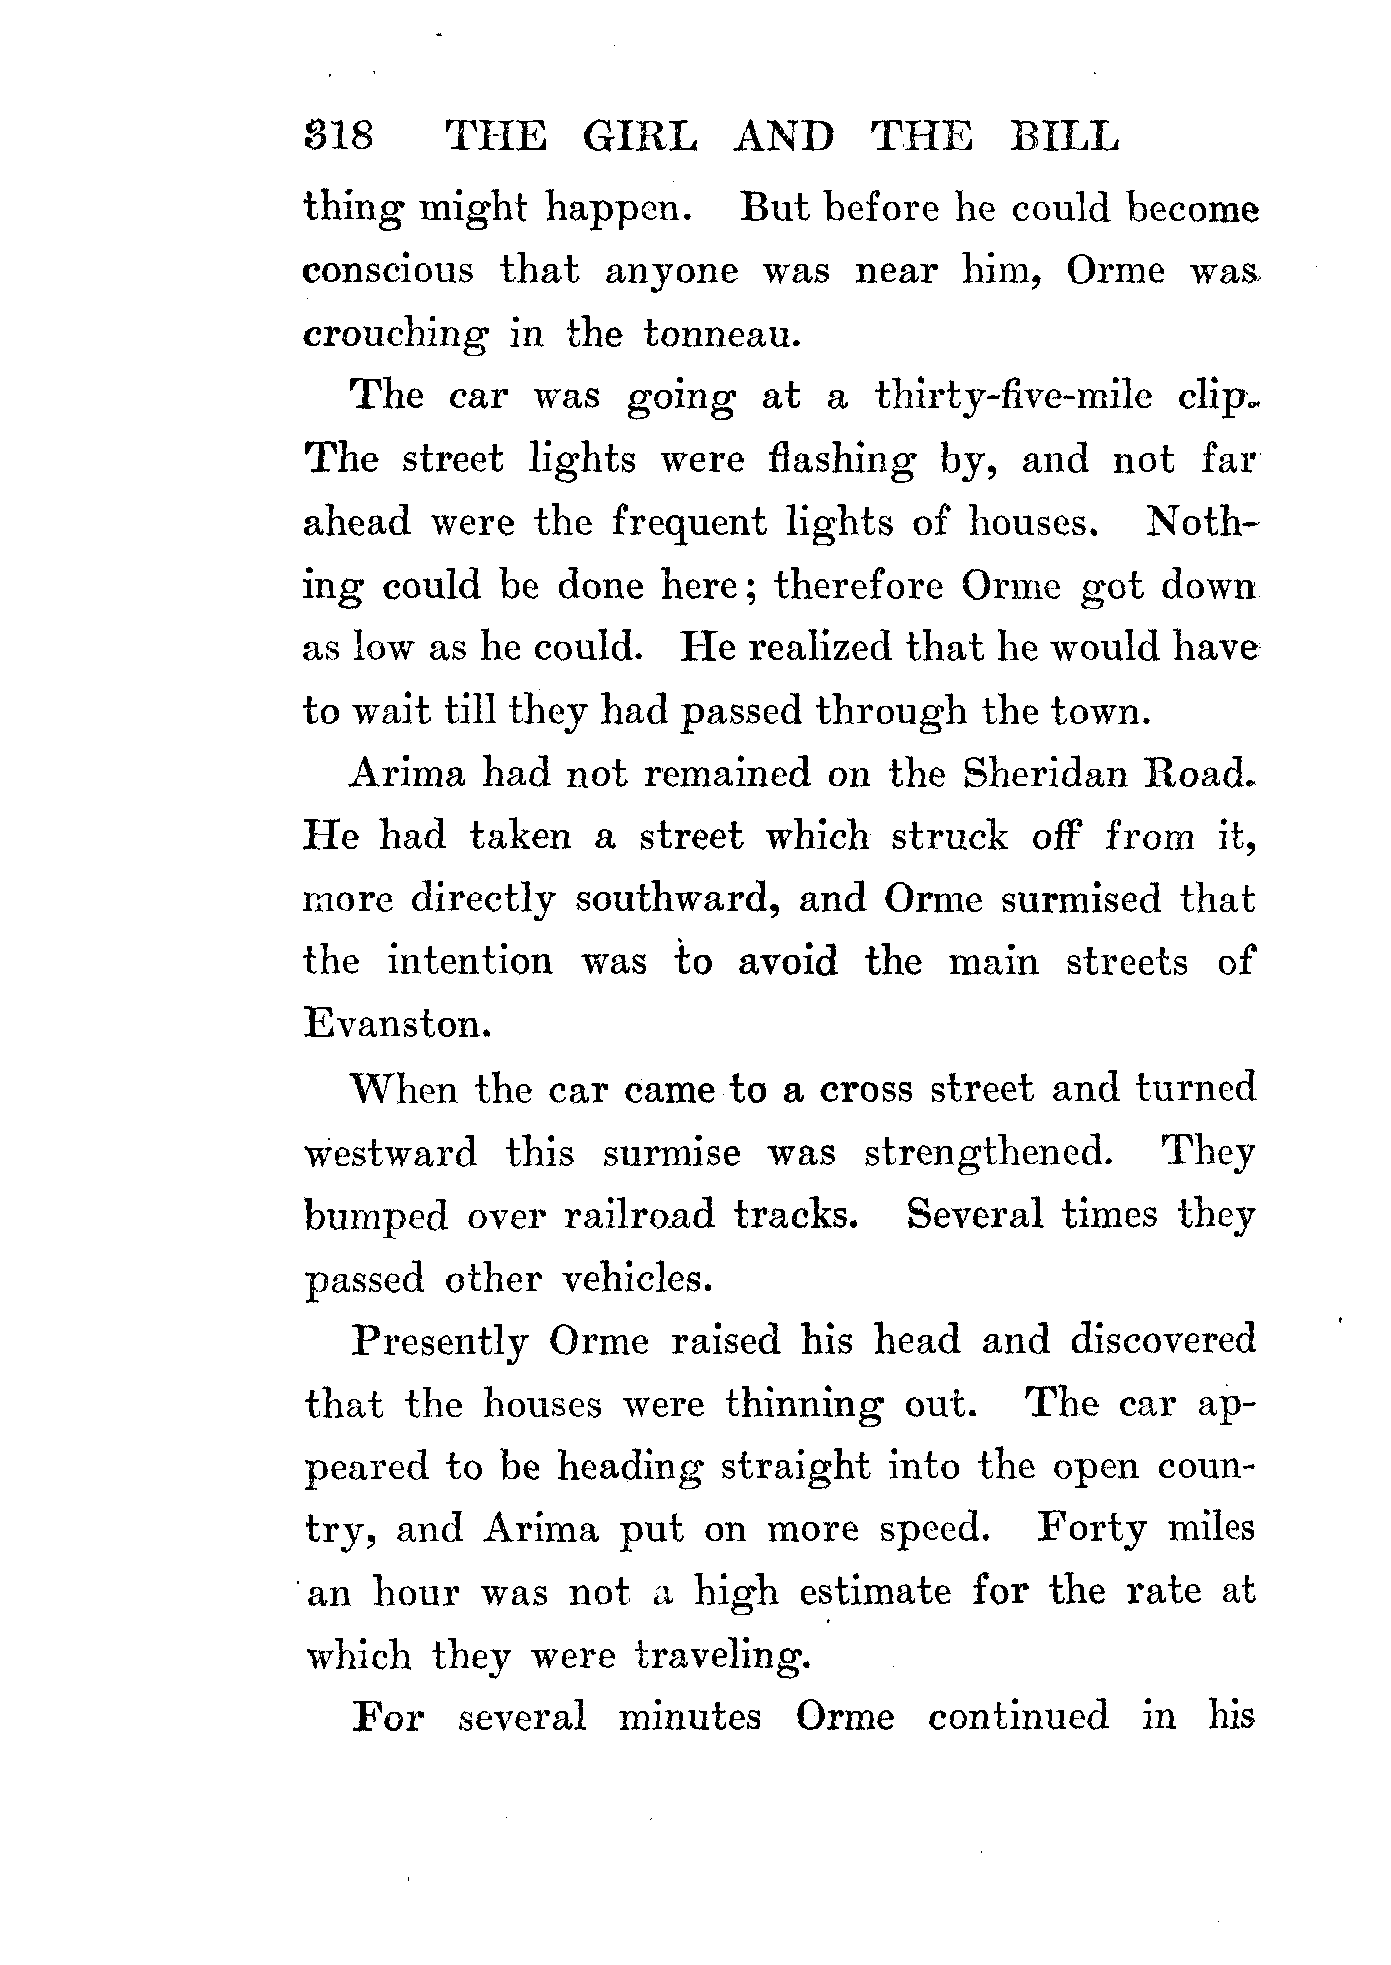 318 THE GIRL AND THE BILL
thing might happen. But before he could become
conscious that anyone was near him, Orme was
crouching in the tonneau.
The car was going at a thirty-five-mile clip.
The street lights were flashing by, and not far
ahead were the frequent lights of houses. Noth-
ing could be done here; therefore Orme got down
as low as he could. He realized that he would have
to wait till they had passed through the town.
Arima had not remained on the Sheridan Road.
He had taken a street which struck off from it,
more directly southward, and Orme surmised that
the intention was to avoid the main streets of
Evanston.
When the car came to a cross street and turned
westward this surmise was strengthened. They
bumped over railroad tracks. Several times they
passed other vehicles.
Presently Orme raised his head and discovered
that the houses were thinning out. The car ap-
peared to be heading straight into the open coun-
try, and Arima put on more speed. Forty miles
an hour was not a high estimate for the rate at
which they were traveling.
For several minutes Orme continued in his